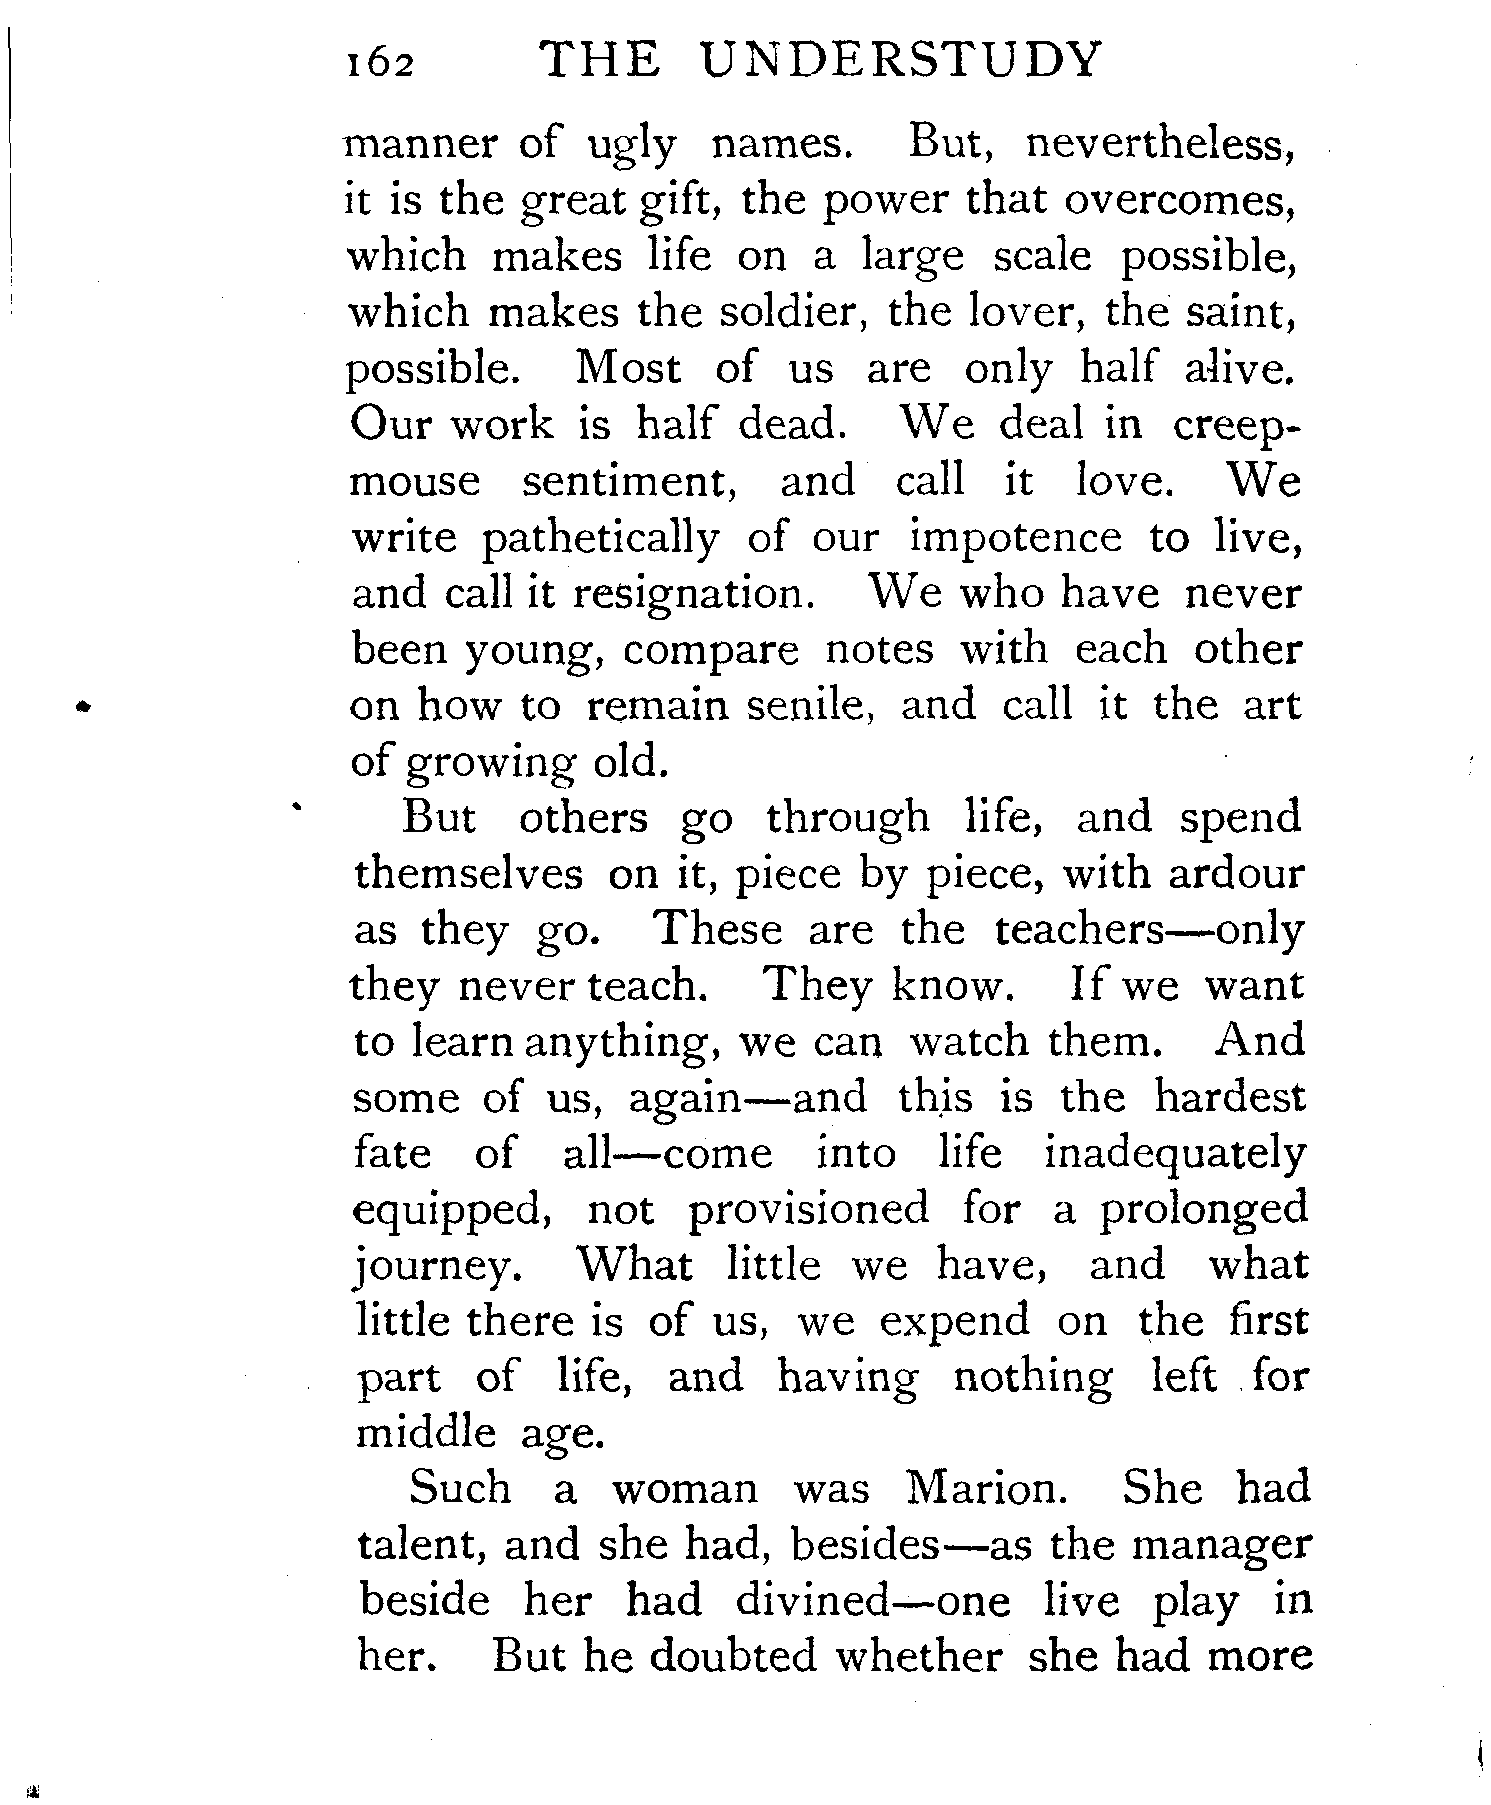 162 THE UNDERSTUDY
manner of ugly names. But, nevertheless,
it is the great gift, the power that overcomes,
which makes life on a large scale possible,
which makes the soldier, the lover, the saint,
possible. Most of us are only half alive.
Our work is half dead. We deal in creep-
mouse sentiment, and call it love. We
write pathetically of our impotence to live,
and call it resignation. We who have never
been young, compare notes with each other
on how to remain senile, and call it the art
of growing old.
But others go through life, and spend
themselves on it, piece by piece, with ardour
as they go. These are the teachers—only
they never teach. They know. If we want
to learn anything, we can watch them. And
some of us, again—and this is the hardest
fate of all—come into life inadequately
equipped, not provisioned for a prolonged
journey. What little we have, and what
little there is of us, we expend on the first
part of life, and having nothing left for
middle age.
Such a woman was Marion. She had
talent, and she had, besides—as the manager
beside her had divined—one live play in
her. But he doubted whether she had more